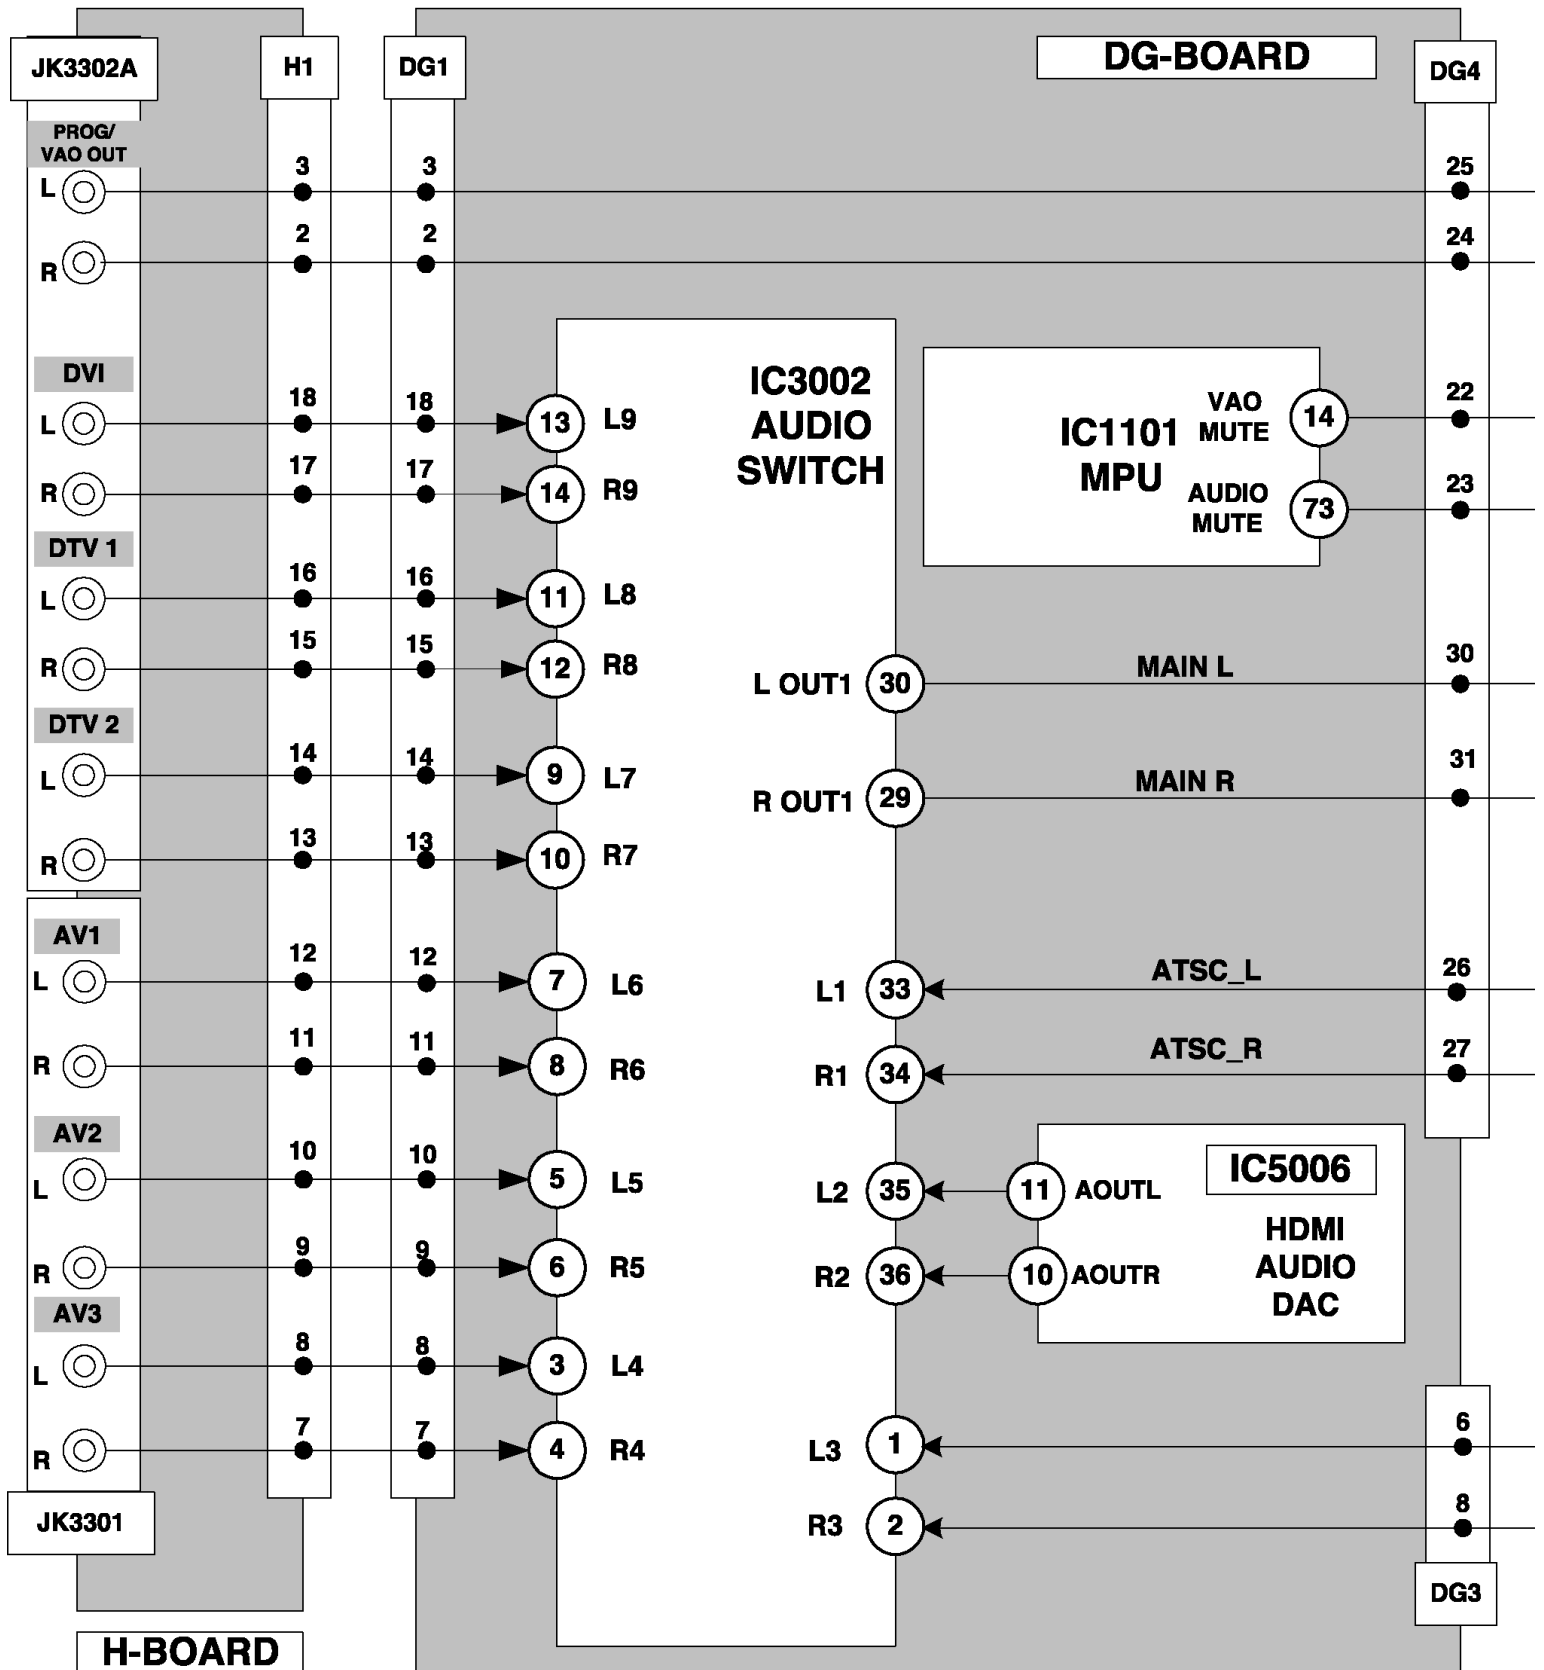 DG-BOARD
JK3302A
H1
DG1
DG4
PROG/
VAO OUT
L
3
3
25
R
2
2
24
DVI
L
18
18
13
L9
R
17
17
14
R9
IC3002
AUDIO
SWITCH
IC1101
MPU
VAO
MUTE
14
22
AUDIO
MUTE
73
23
DTV 1
L
16
16
11
L8
R
15
15
12
R8
L OUT1
30
MAIN L
30
DTV 2
L
14
14
9
L7
R OUT1
29
MAIN R
31
R
13
13
10
R7
AV1
L
12
12
7
L6
L1
33
ATSC_L
26
R
11
11
8
R6
R1
34
ATSC_R
27
AV2
L
10
10
5
L5
L2
35
11
AOUTL
IC5006
HDMI
AUDIO
DAC
R
9
9
6
R5
R2
36
10
AOUTR
AV3
L
8
8
3
L4
R
7
7
4
R4
L3
1
6
R3
2
8
JK3301
DG3
H-BOARD